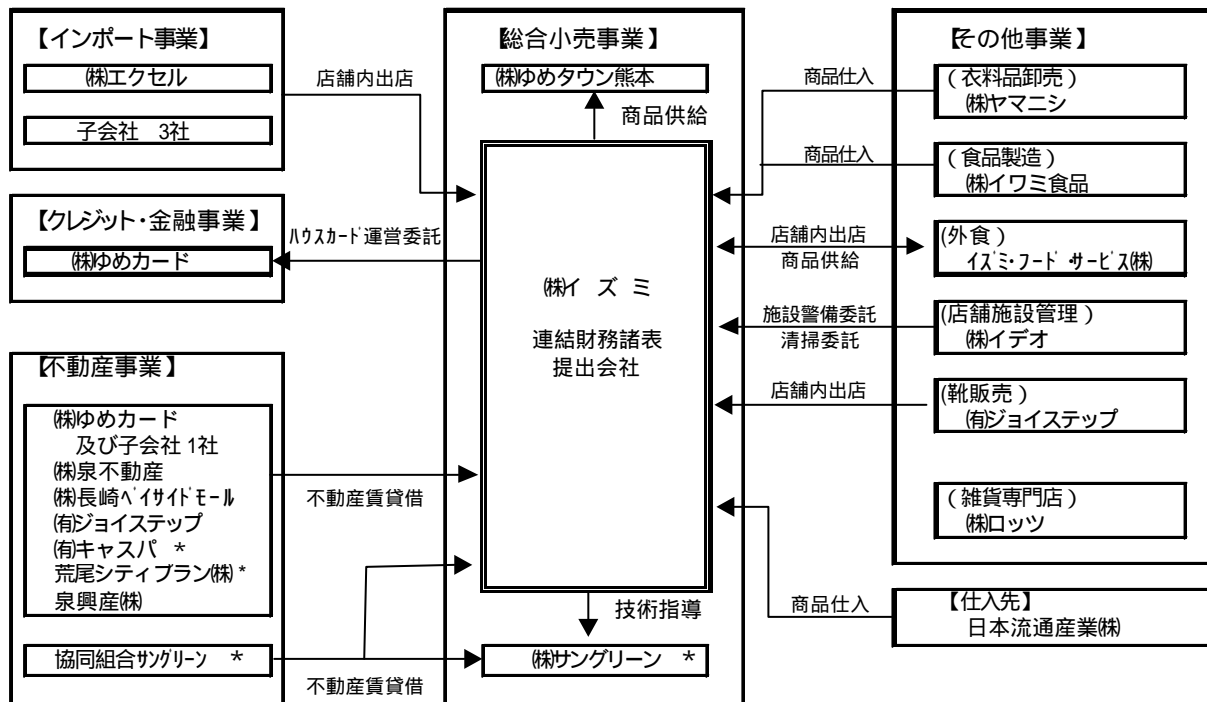 【インポート事業】
㈱エクセル
子会社 3社
【クレジット・金融事業】
㈱ゆめカード
【不動産事業】
㈱ゆめカード
及び子会社1社
㈱泉不動産
㈱長崎ベイサイドモール
㈲ジョイステップ
㈲キャスパ *
荒尾シティプラン㈱*
泉興産㈱
協同組合サングリーン *
店舗内出店
ハウスカード運営委託
不動産賃貸借
不動産賃貸借
【総合小売事業】
㈱ゆめタウン熊本
商品供給
㈱イズミ
連結財務諸表
提出会社
技術指導
㈱サングリーン *
商品仕入
商品仕入
店舗内出店
商品供給
施設警備委託
清掃委託
店舗内出店
商品仕入
【その他事業】
(衣料品卸売)
㈱ヤマニシ
(食品製造)
㈱イワミ食品
(外食)
イズミ・フード・サービス㈱
(店舗施設管理)
㈱イデオ
(靴販売)
㈲ジョイステップ
(雑貨専門店)
㈱ロッツ
【仕入先】
日本流通産業㈱